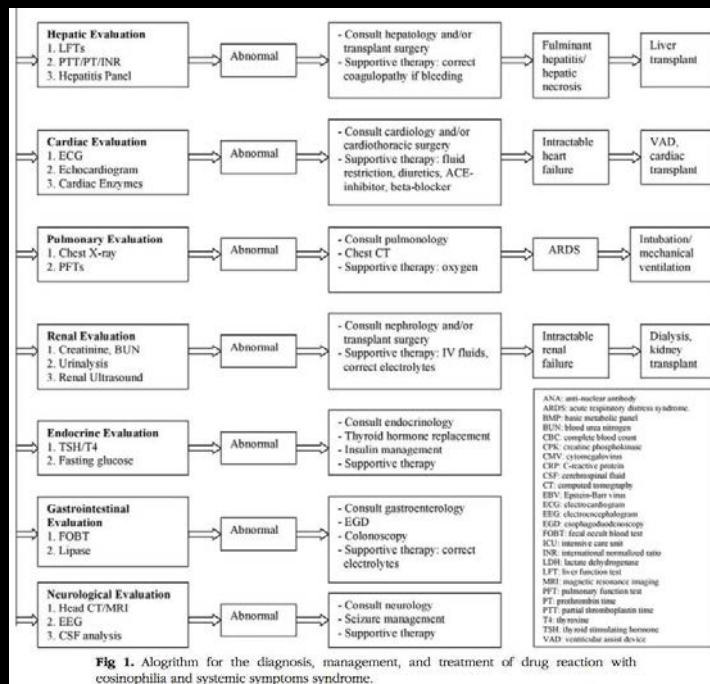 Hepatic Evaluation
1. LFTs
2. PTT/PT/INR
3. Hepatitis Panel
Abnormal
- Consult hepatology and/or
transplant surgery
- Supportive therapy: correct
coagulopathy if bleeding
Fulminant
hepatitis/
hepatic
necrosis
Liver
transplant
Cardiac Evaluation
1. ECG
2. Echocardiogram
3. Cardiac Enzymes
Abnormal
- Consult cardiology and/or
cardiothoracic surgery
- Supportive therapy: fluid
restriction, diuretics, ACE-
inhibitor, beta-blocker
Intractable
heart
failure
VAD,
cardiac
transplant
Pulmonary Evaluation
1. Chest X-ray
2. PFTs
Abnormal
- Consult pulmonology
- Chest CT
- Supportive therapy: oxygen
ARDS
Intubation/
mechanical
ventilation
Renal Evaluation
1. Creatinine, BUN
2. Urinalysis
3. Renal Ultrasound
Abnormal
- Consult nephrology and/or
transplant surgery
- Supportive therapy: IV fluids,
correct electrolytes
Intractable
renal
failure
Dialysis,
kidney
transplant
Endocrine Evaluation
1. TSH/T4
2. Fasting glucose
Abnormal
- Consult endocrinology
- Thyroid hormone replacement
- Insulin management
- Supportive therapy
Gastrointestinal
Evaluation
1. FOBT
2. Lipase
Abnormal
- Consult gastroenterology
- EGD
- Colonoscopy
- Supportive therapy: correct
electrolytes
Neurological Evaluation
1. Head CT/MRI
2. EEG
3. CSF analysis
Abnormal
- Consult neurology
- Seizure management
- Supportive therapy
ANA: anti-nuclear antibody
ARDS: acute respiratory distress syndrome.
BMP: basic metabolic panel
BUN: blood urea nitrogen
CBC: complete blood count
CPK: creatine phosphokinase
CMV: cytomegalovirus
CRP: C-reactive protein
CSF: cerebrospinal fluid
CT: computed tomography
EBV: Epstein-Barr virus
ECG: electrocardiogram
EEG: electroencephalogram
EGD: esophagoduodenoscopy
FOBT: fecal occult blood test
ICU: intensive care unit
INR: international normalized ratio
LDH: lactate dehydrogenase
LFT: liver function test
MRI: magnetic resonance imaging
PFT: pulmonary function test
PT: prothrombin time
PTT: partial thromboplastin time
T4: thyroxine
TSH: thyroid stimulating hormone
VAD: ventricular assist device
Fig 1. Alogrithm for the diagnosis, management, and treatment of drug reaction with
eosinophilia and systemic symptoms syndrome.